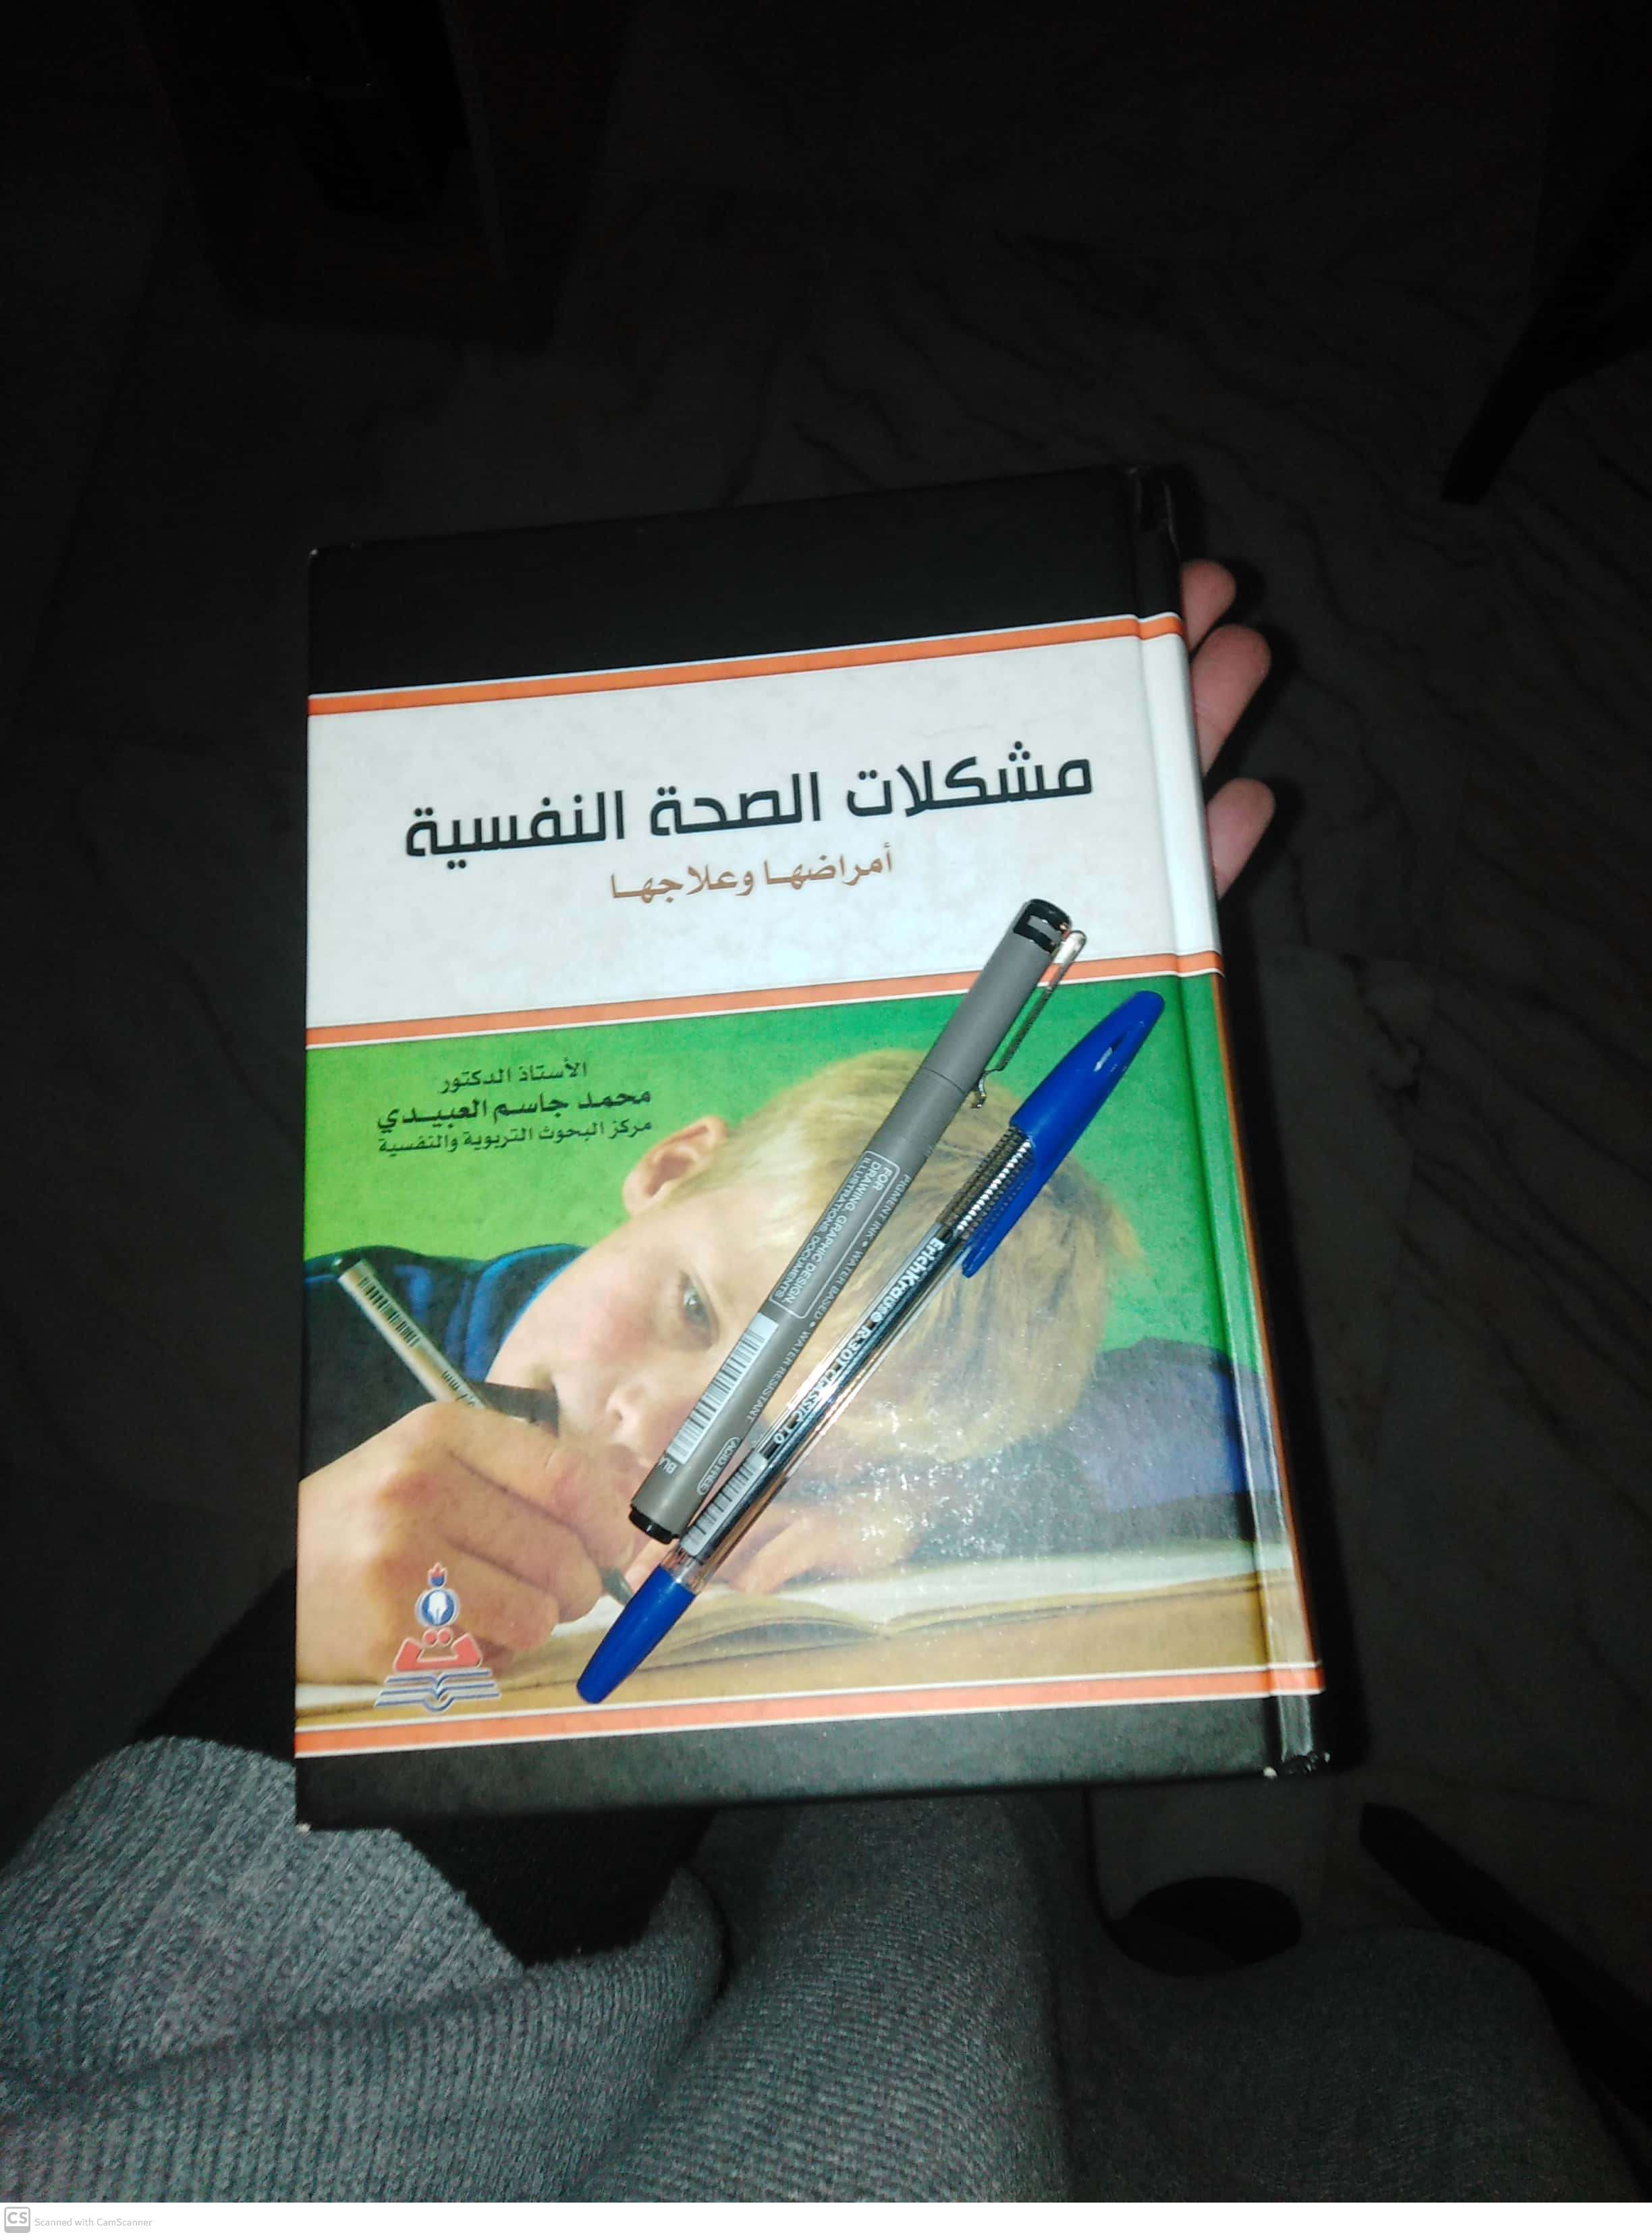 مشكلات الصحة النفسية
أمراضها وعلاجها
الأستاذ الدكتور
محمد جاسم العبيدي
مركز البحوث التربوية والنفسية
FOR
DRAWING, GRAPHIC DESIGN
ILLUSTRATIONS, DOCUMENTS
PIGMENT INK • WATER BASED • WATER RESISTANT
ACID FREE
ErichKrause R-301 CLASSIC 1.0
ت
CS Scanned with CamScanner